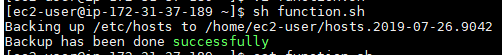 [ec2-user@ip-172-31-37-189 ~]$ sh function.sh
Backing up /etc/hosts to /home/ec2-user/hosts.2019-07-26.9042
Backup has been done successfully